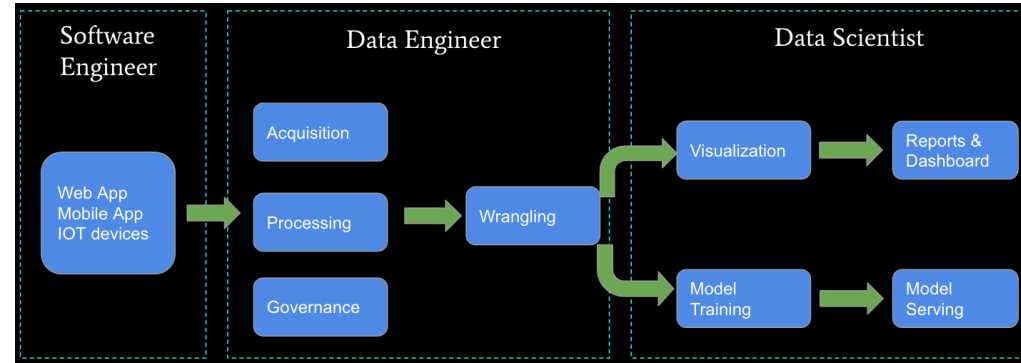 Software
Engineer
Data Engineer
Data Scientist
Web App
Mobile App
IOT devices
Acquisition
Processing
Governance
Wrangling
Visualization
Reports &
Dashboard
Model
Training
Model
Serving